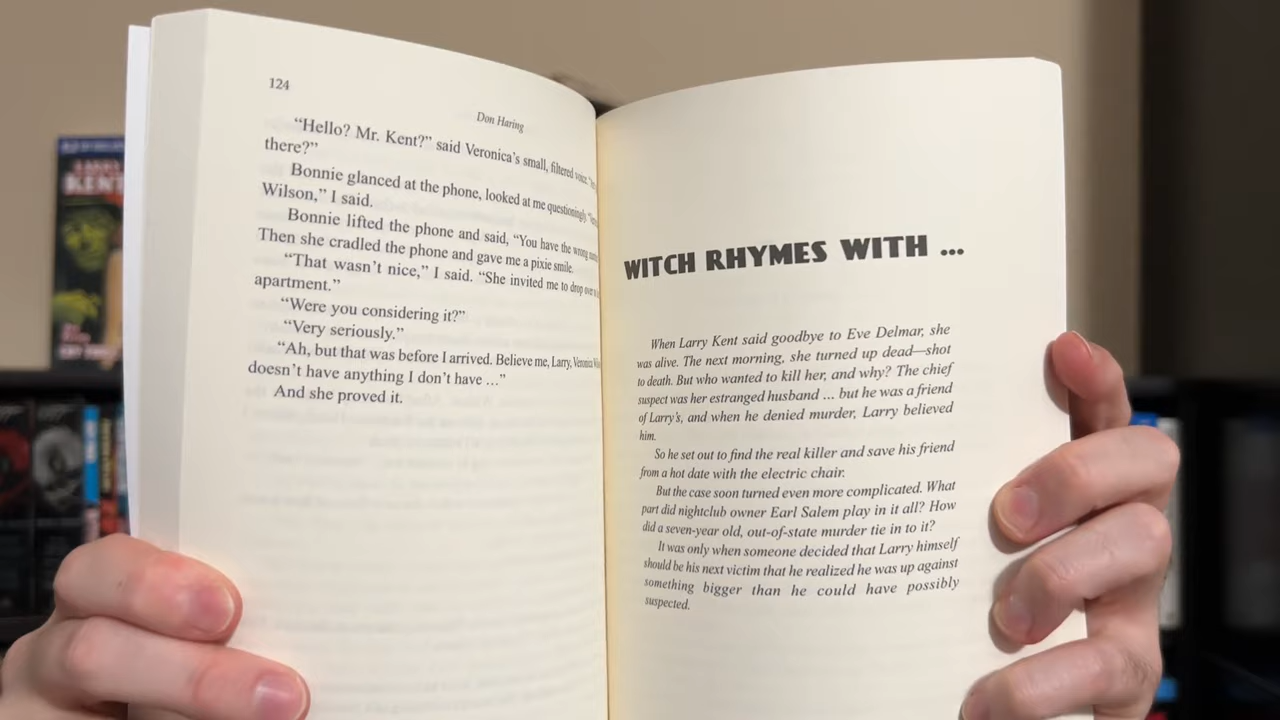 124
Don Haring
“Hello? Mr. Kent?” said Veronica’s small, filtered voice.
there?”
Bonnie glanced at the phone, looked at me questioningly.
Wilson,” I said.
Bonnie lifted the phone and said, “You have the wrong
Then she cradled the phone and gave me a pixie smile.
“That wasn’t nice,” I said. “She invited me to drop over
apartment.”
“Were you considering it?”
“Very seriously.”
“Ah, but that was before I arrived. Believe me, Larry, Veronica
doesn’t have anything I don’t have …”
And she proved it.
WITCH RHYMES WITH ...
When Larry Kent said goodbye to Eve Delmar, she
was alive. The next morning, she turned up dead—shot
to death. But who wanted to kill her, and why? The chief
suspect was her estranged husband ... but he was a friend
of Larry’s, and when he denied murder, Larry believed
him.
So he set out to find the real killer and save his friend
from a hot date with the electric chair.
But the case soon turned even more complicated. What
part did nightclub owner Earl Salem play in it all? How
did a seven-year old, out-of-state murder tie in to it?
It was only when someone decided that Larry himself
should be his next victim that he realized he was up against
something bigger than he could have possibly
suspected.
KENT